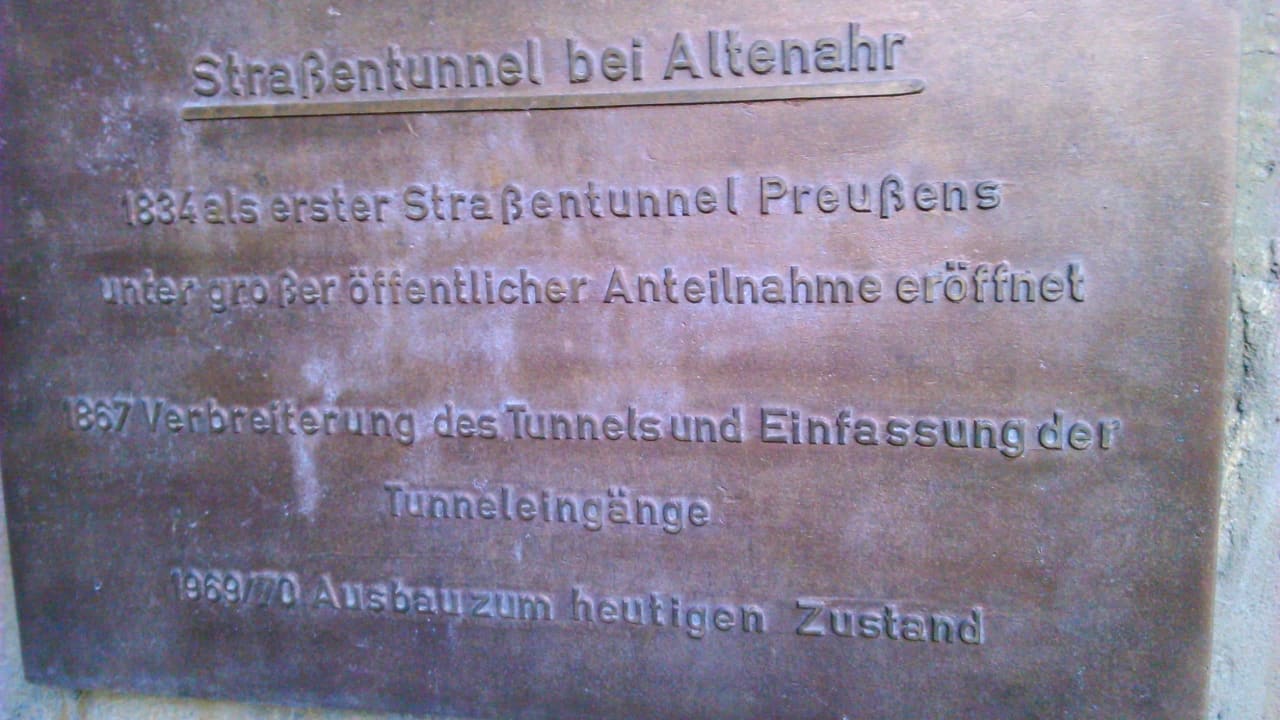 Straßentunnel bei Altenahr
1834 als erster Straßentunnel Preußens
unter großer öffentlicher Anteilnahme eröffnet
1867 Verbreiterung des Tunnels und Einfassung der
Tunneleingänge
1969/70 Ausbau zum heutigen Zustand